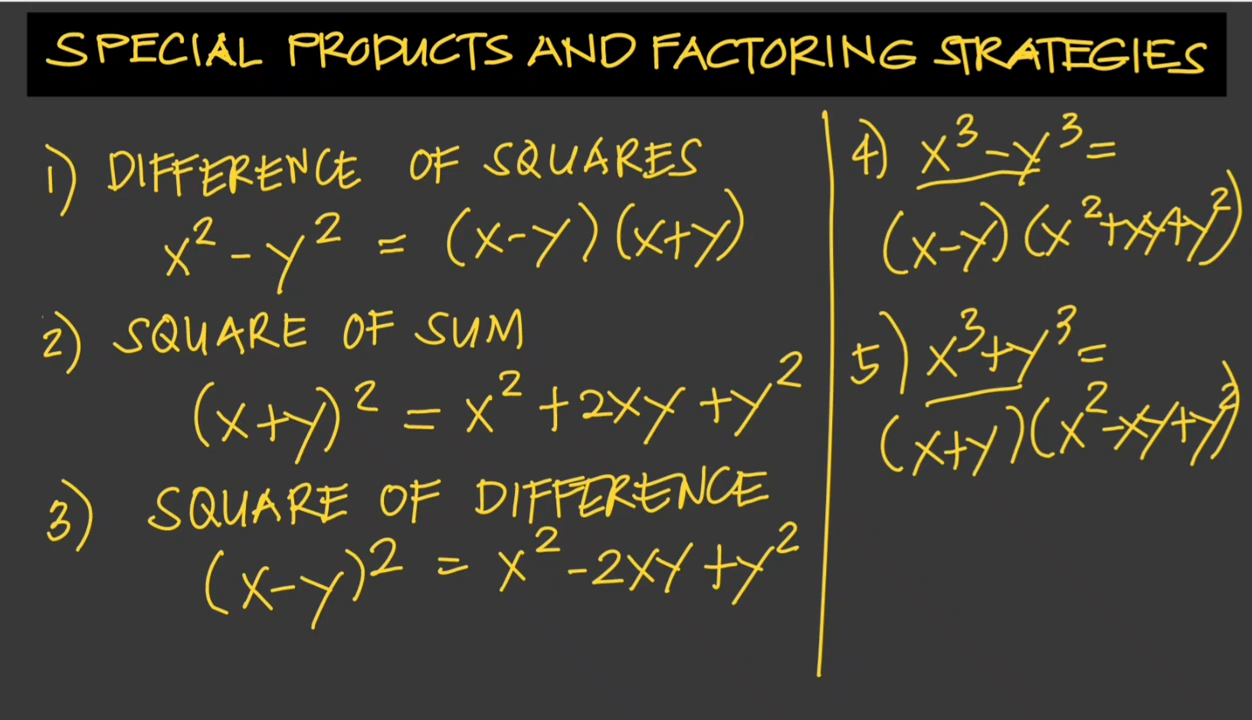 SPECIAL PRODUCTS AND FACTORING STRATEGIES
1) DIFFERENCE OF SQUARES
x² - y² = (x-y)(x+y)
2) SQUARE OF SUM
(x+y)² = x² + 2xy + y²
3) SQUARE OF DIFFERENCE
(x-y)² = x² - 2xy + y²
4) x³ - y³ =
(x-y)(x²+xy+y²)
5) x³+y³ =
(x+y)(x²-xy+y²)